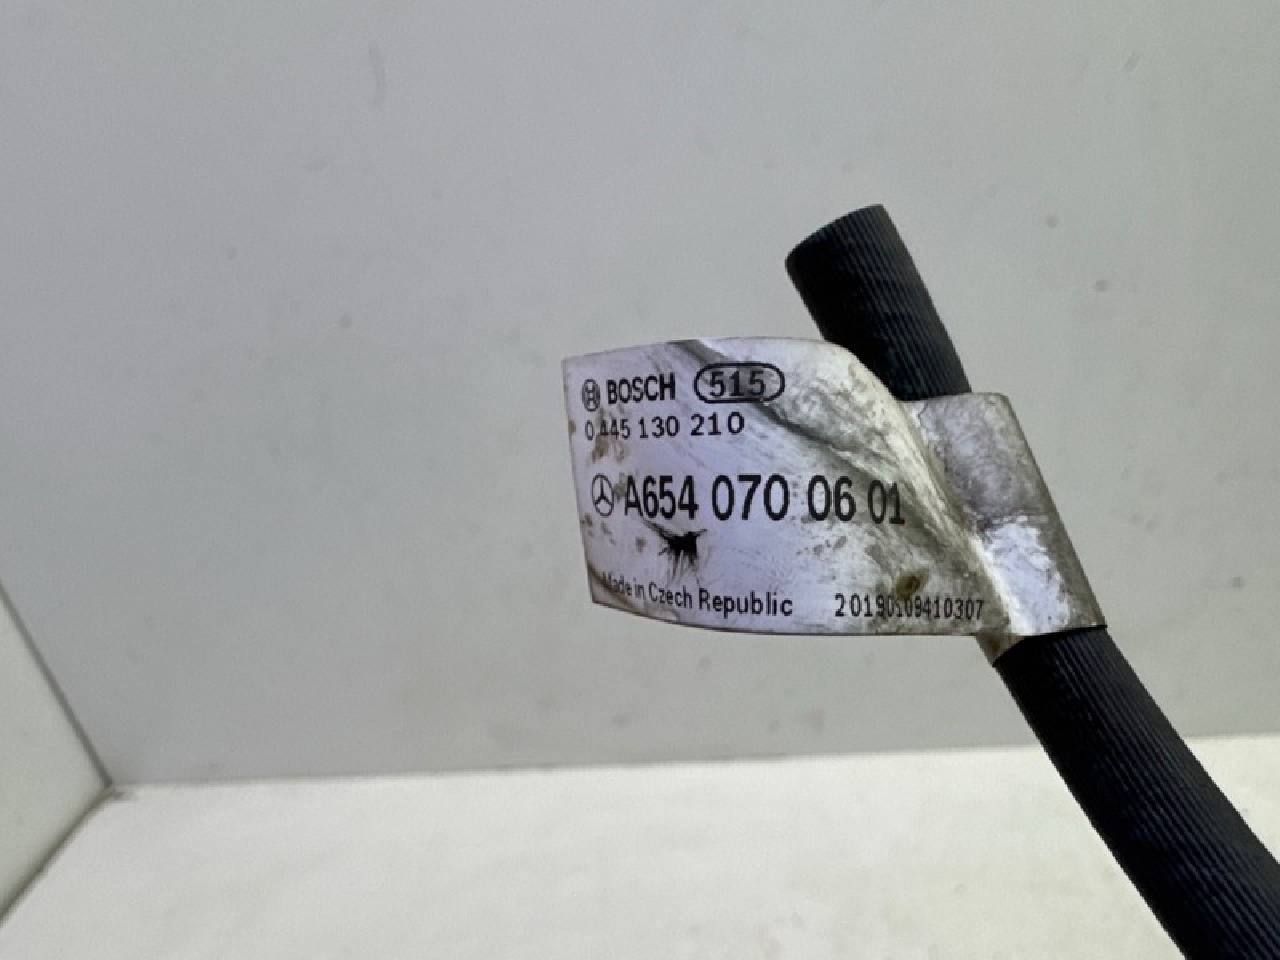 BOSCH 515
0 445 130 210
A654 070 06 01
Made in Czech Republic 20190109410307